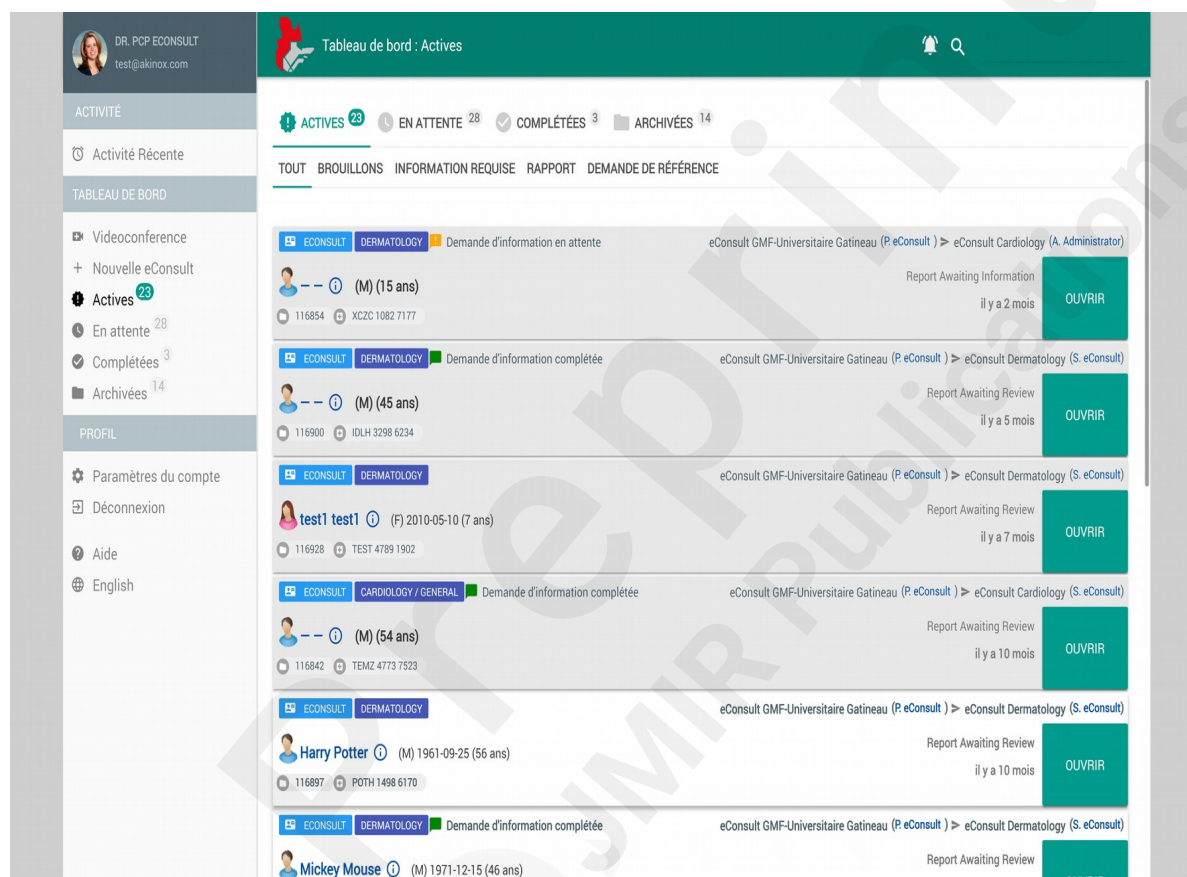 DR. PCP ECONSULT
test@akinox.com
Tableau de bord : Actives
ACTIVITÉ
Activité Récente
TABLEAU DE BORD
Videoconference
Nouvelle eConsult
Actives 23
En attente 28
Complétées 3
Archivées 14
PROFIL
Paramètres du compte
Déconnexion
Aide
English
ACTIVES 23 EN ATTENTE 28 COMPLÉTÉES 3 ARCHIVÉES 14
TOUT BROUILLONS INFORMATION REQUISE RAPPORT DEMANDE DE RÉFÉRENCE
ECONSULT DERMATOLOGY Demande d'information en attente eConsult GMF-Universitaire Gatineau (P. eConsult ) > eConsult Cardiology (A. Administrator)
– – (M) (15 ans) Report Awaiting Information
il y a 2 mois OUVRIR
116854 XCZC 1082 7177
ECONSULT DERMATOLOGY Demande d'information complétée eConsult GMF-Universitaire Gatineau (P. eConsult ) > eConsult Dermatology (S. eConsult)
– – (M) (45 ans) Report Awaiting Review
il y a 5 mois OUVRIR
116900 IDLH 3298 6234
ECONSULT DERMATOLOGY eConsult GMF-Universitaire Gatineau (P. eConsult ) > eConsult Dermatology (S. eConsult)
test1 test1 (F) 2010-05-10 (7 ans) Report Awaiting Review
il y a 7 mois OUVRIR
116928 TEST 4789 1902
ECONSULT CARDIOLOGY / GENERAL Demande d'information complétée eConsult GMF-Universitaire Gatineau (P. eConsult ) > eConsult Cardiology (S. eConsult)
– – (M) (54 ans) Report Awaiting Review
il y a 10 mois OUVRIR
116842 TEMZ 4773 7523
ECONSULT DERMATOLOGY eConsult GMF-Universitaire Gatineau (P. eConsult ) > eConsult Dermatology (S. eConsult)
Harry Potter (M) 1961-09-25 (56 ans) Report Awaiting Review
il y a 10 mois OUVRIR
116897 POTH 1498 6170
ECONSULT DERMATOLOGY Demande d'information complétée eConsult GMF-Universitaire Gatineau (P. eConsult ) > eConsult Dermatology (S. eConsult)
Mickey Mouse (M) 1971-12-15 (46 ans) Report Awaiting Review
Preprint
JMIR Publications